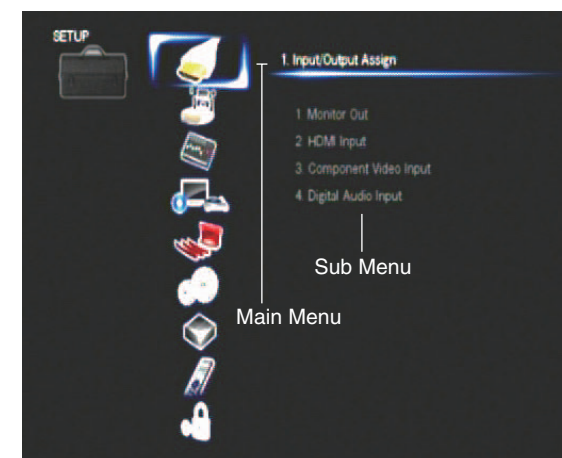 SETUP
1. Input/Output Assign
1 Monitor Out
2 HDMI Input
3 Component Video Input
4 Digital Audio Input
Sub Menu
Main Menu